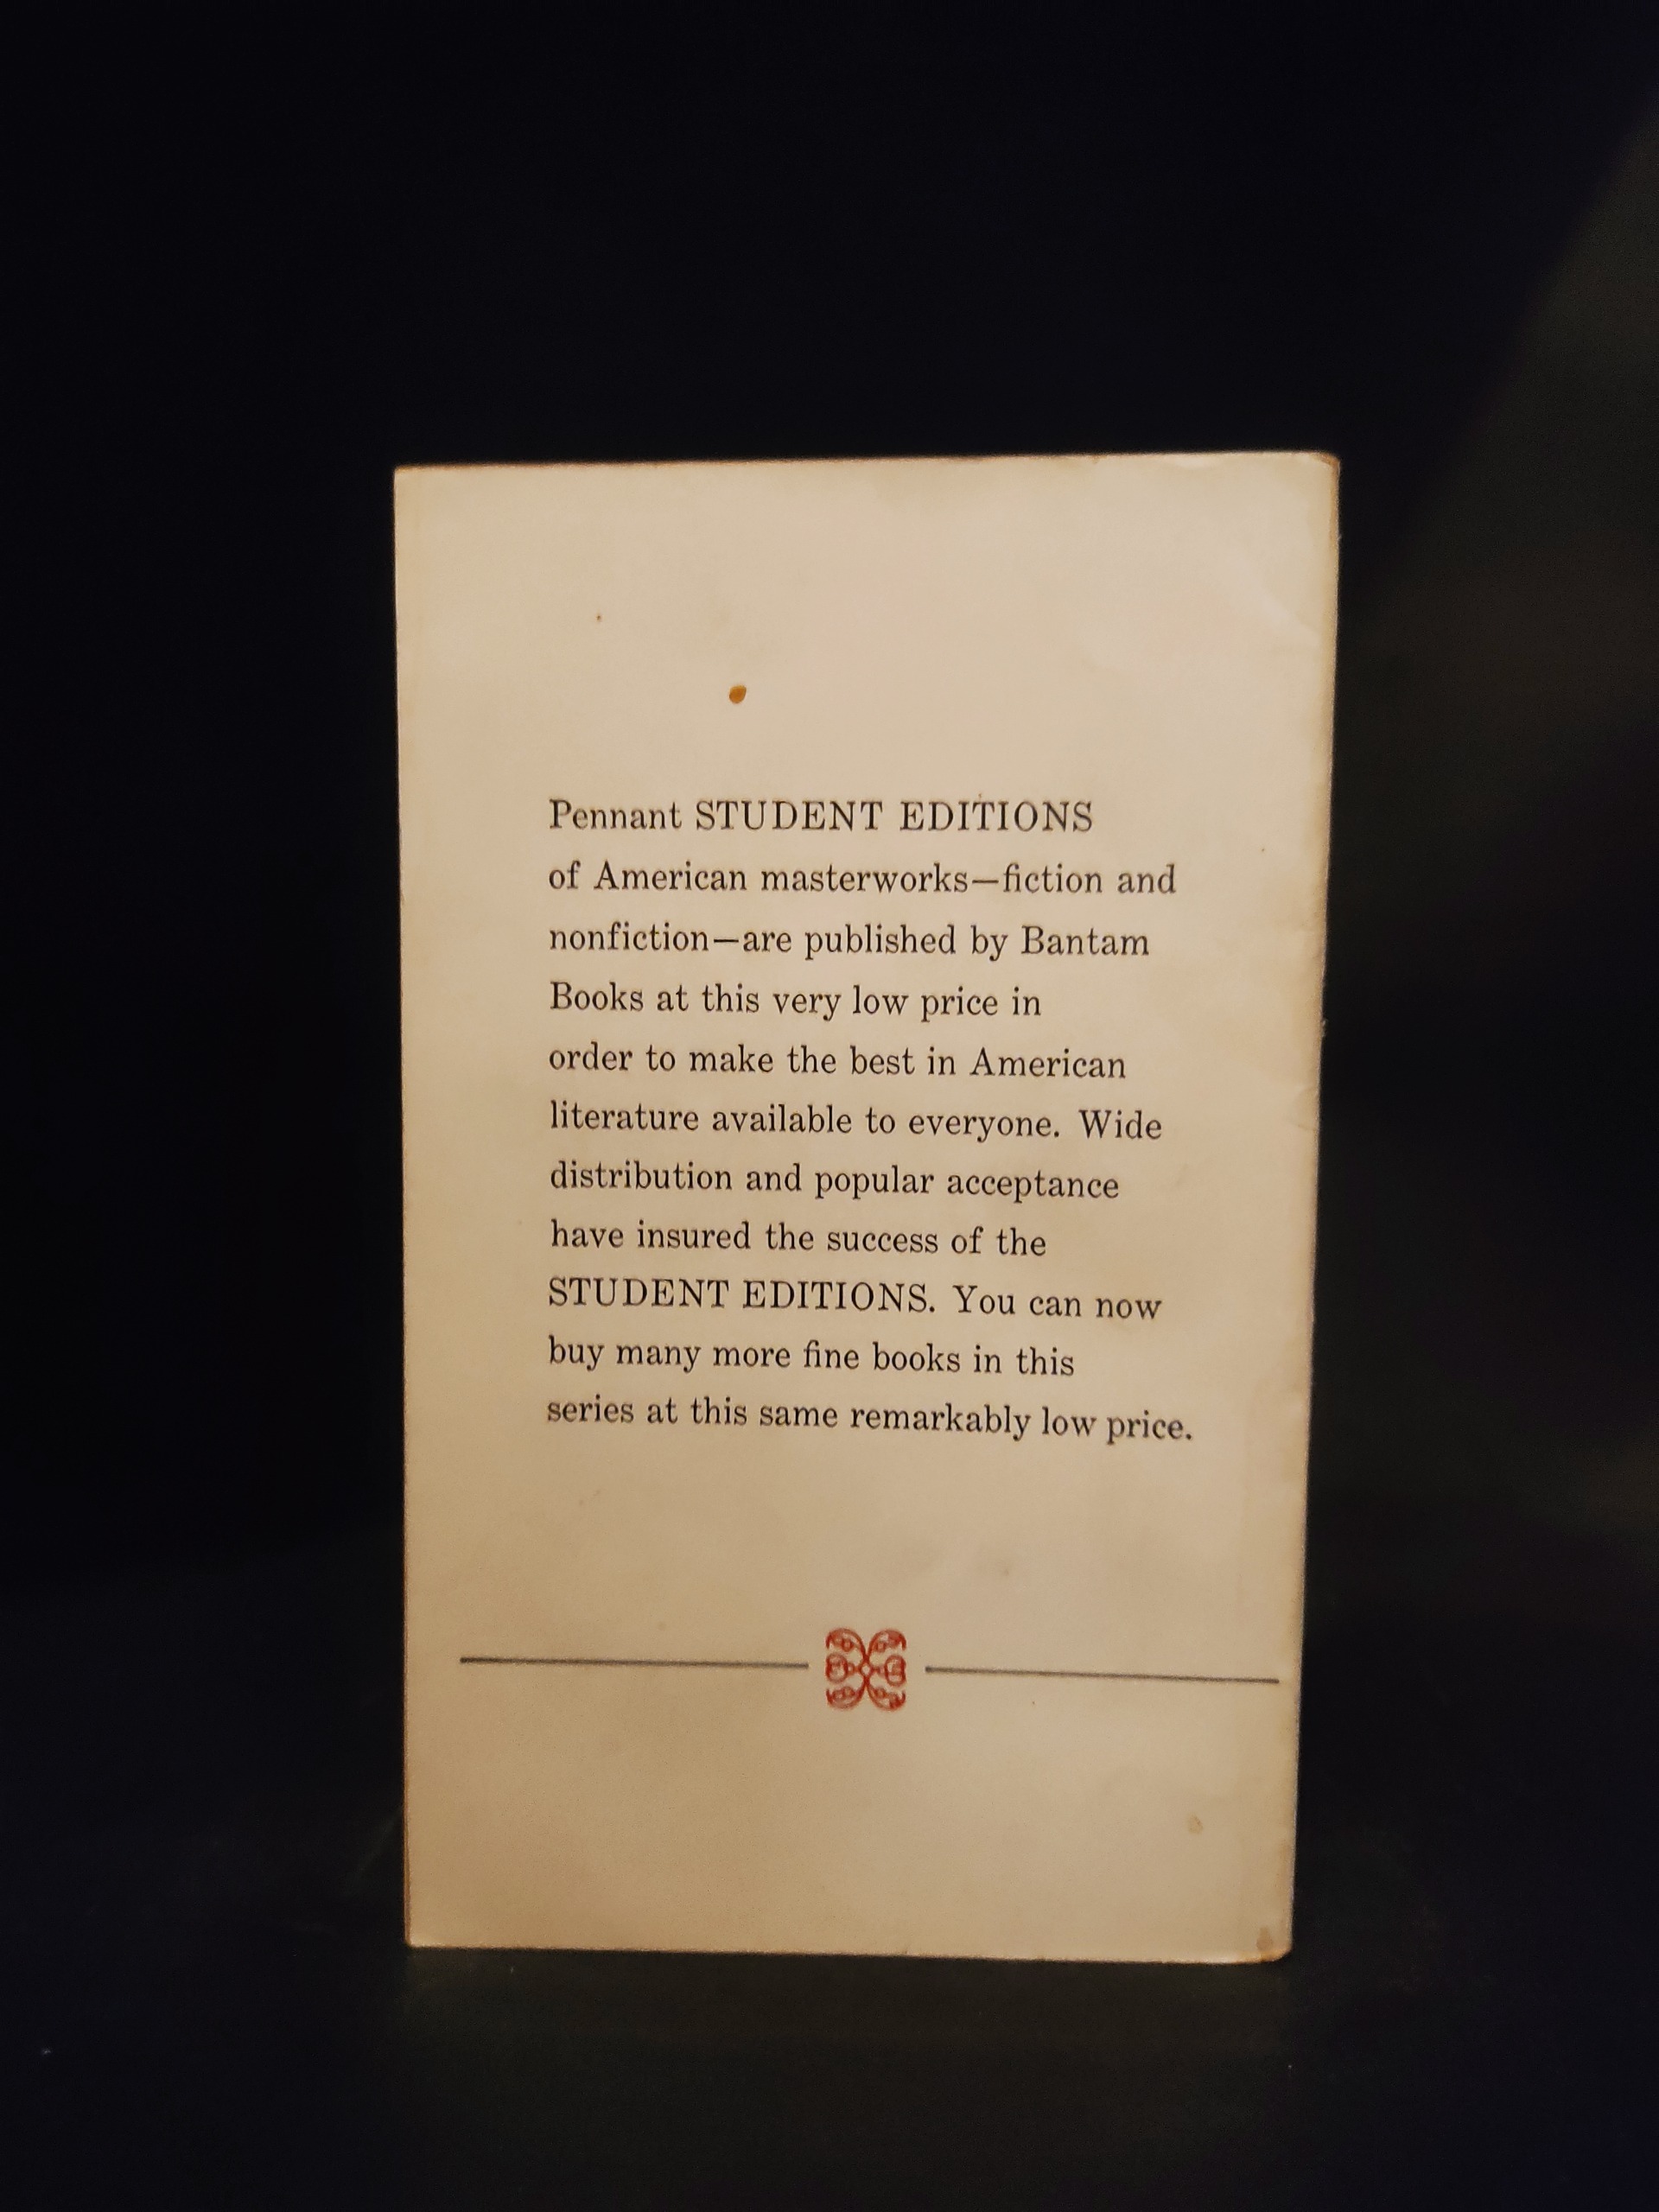 Pennant STUDENT EDITIONS
of American masterworks—fiction and
nonfiction—are published by Bantam
Books at this very low price in
order to make the best in American
literature available to everyone. Wide
distribution and popular acceptance
have insured the success of the
STUDENT EDITIONS. You can now
buy many more fine books in this
series at this same remarkably low price.